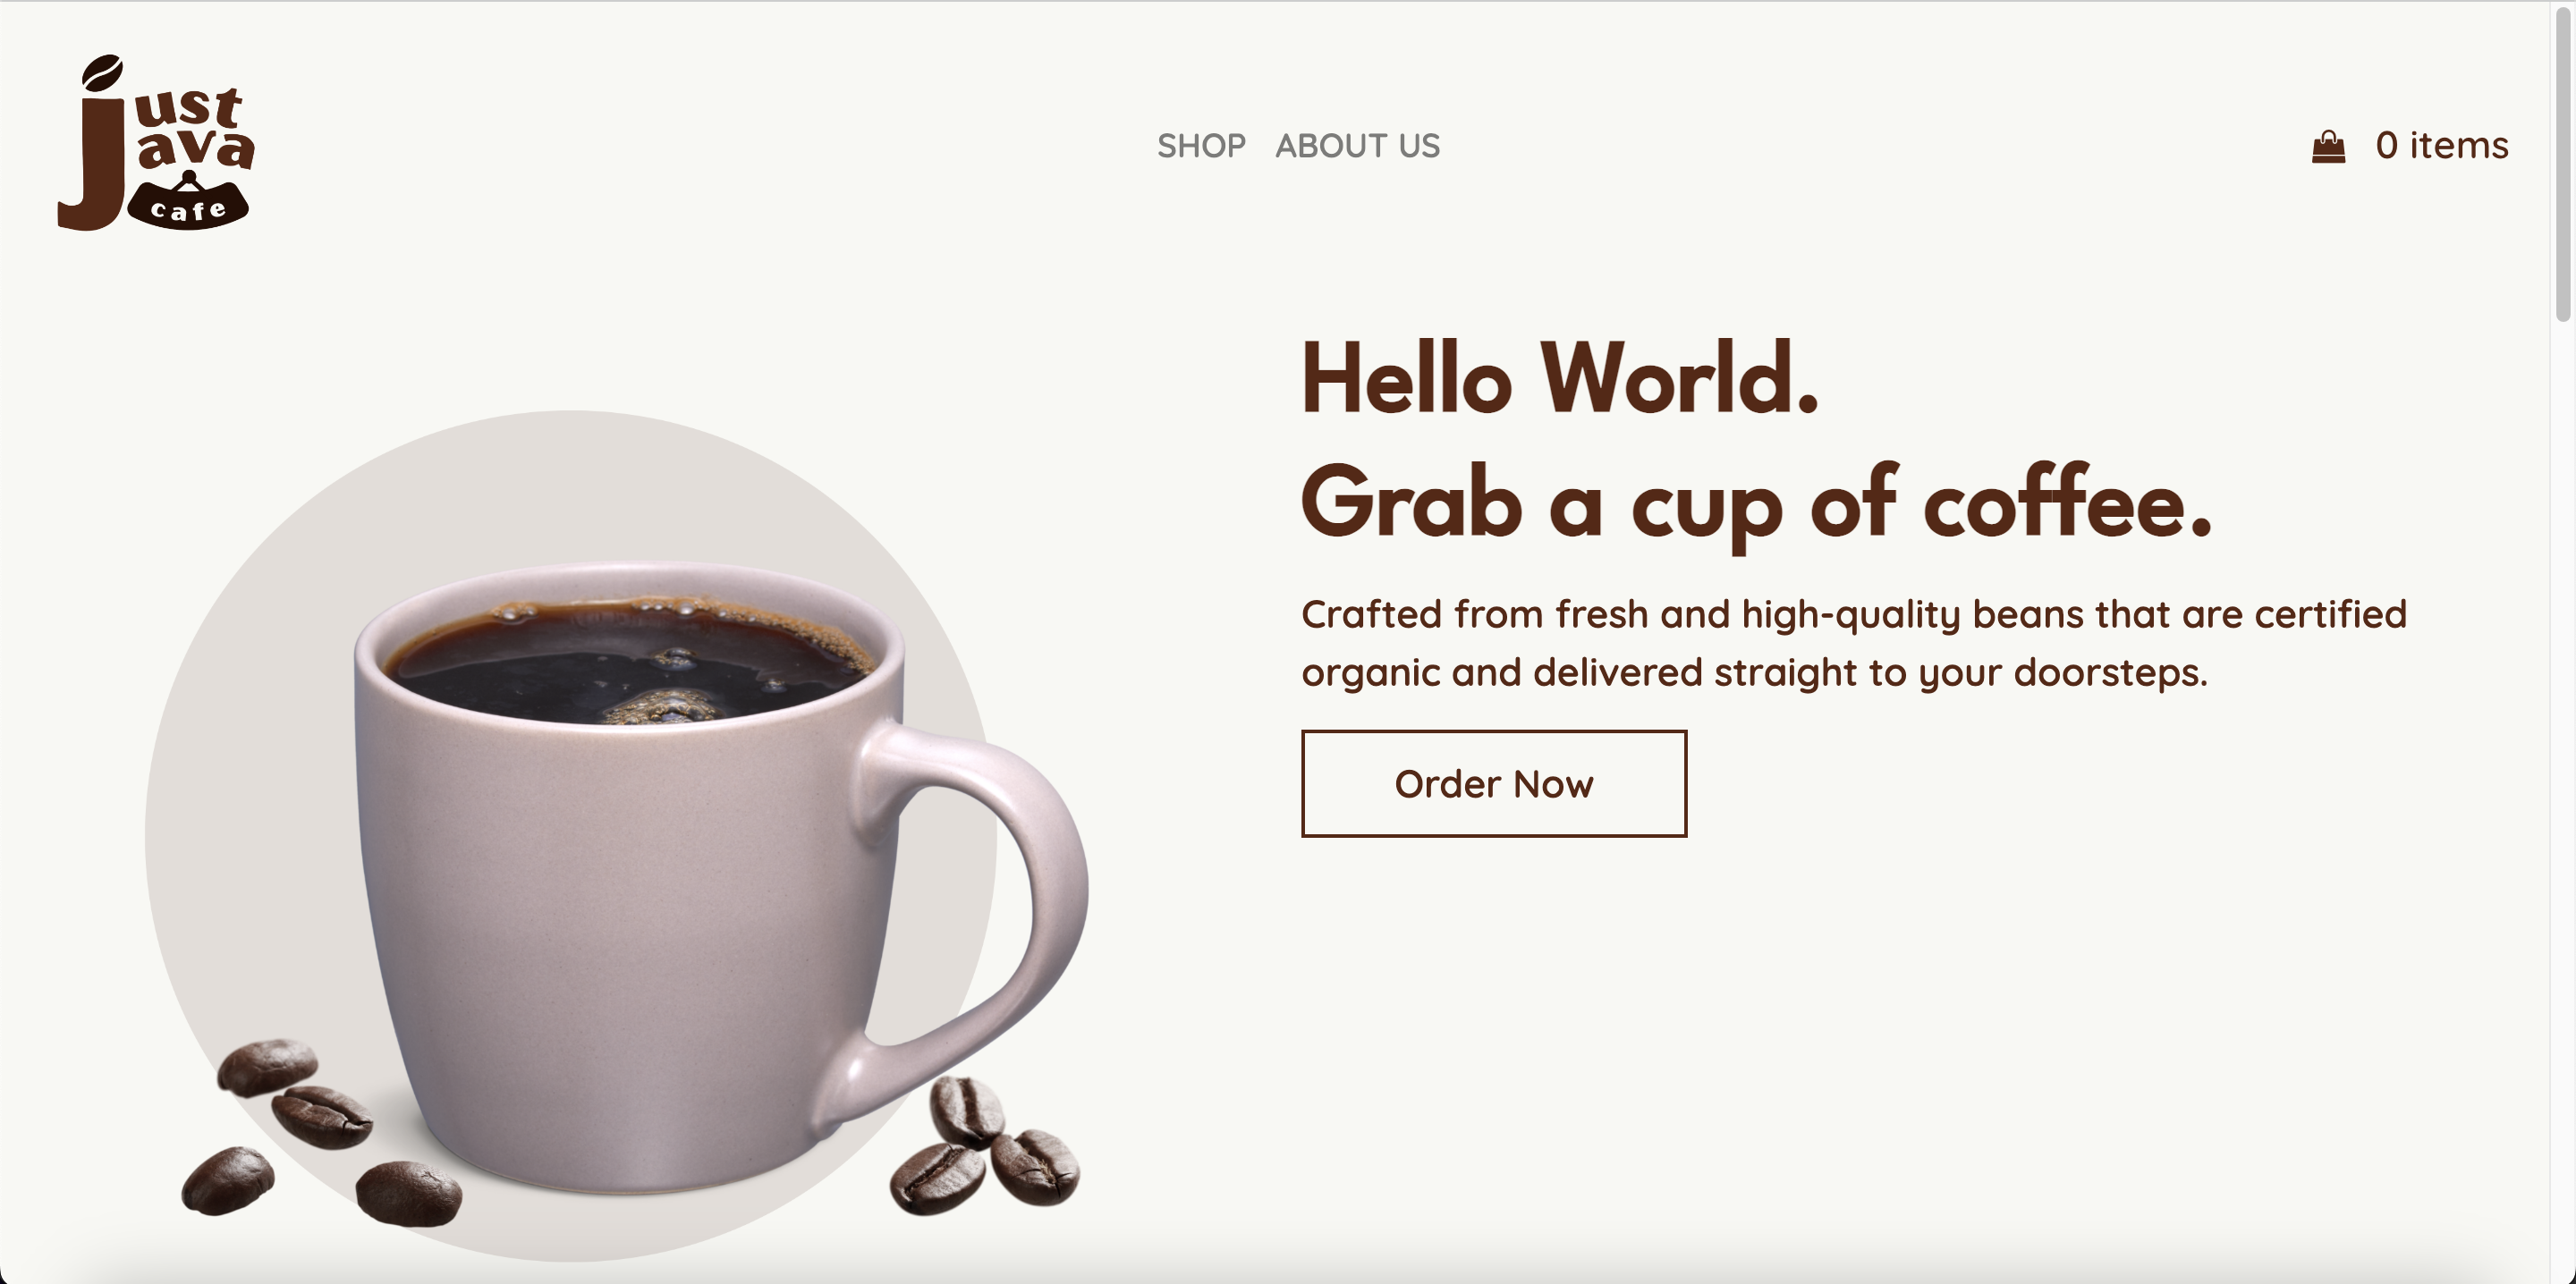 just
java
cafe
SHOP ABOUT US
0 items
Hello World.
Grab a cup of coffee.
Crafted from fresh and high-quality beans that are certified
organic and delivered straight to your doorsteps.
Order Now